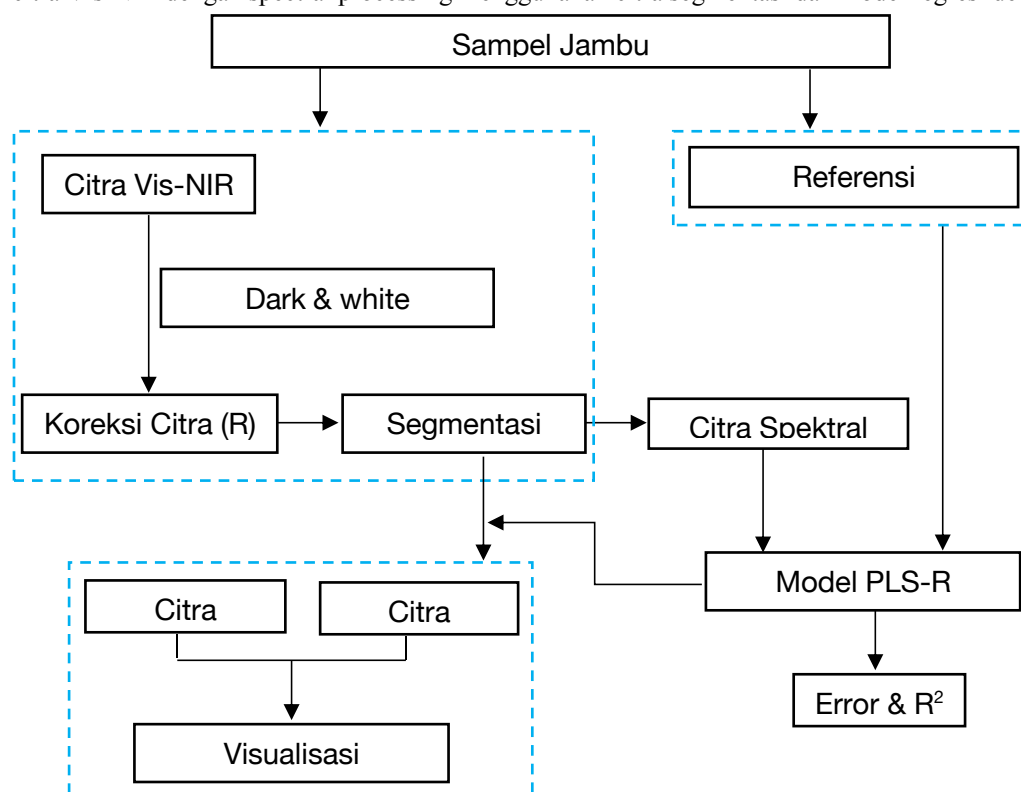 Sampel Jambu
Citra Vis-NIR
Referensi
Dark & white
Koreksi Citra (R)
Segmentasi
Citra Spektral
Model PLS-R
Citra
Citra
Error & R²
Visualisasi